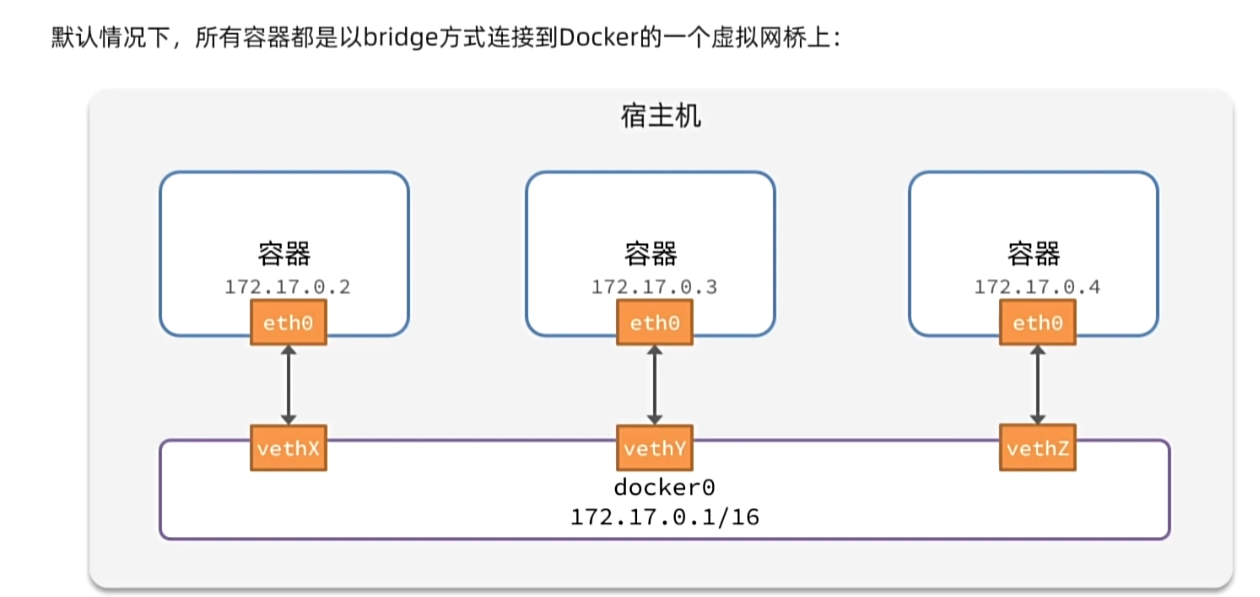 默认情况下，所有容器都是以bridge方式连接到Docker的一个虚拟网桥上：
宿主机
容器
172.17.0.2
eth0
容器
172.17.0.3
eth0
容器
172.17.0.4
eth0
vethX
vethY
vethZ
docker0
172.17.0.1/16